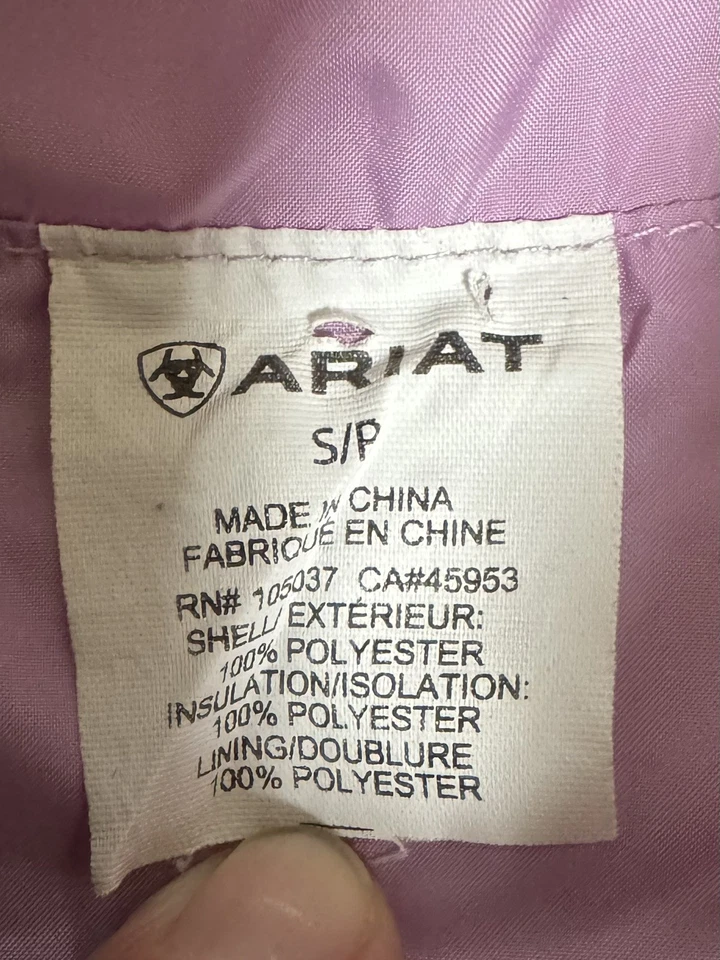 ARIAT
S/P
MADE IN CHINA
FABRIQUÉ EN CHINE
RN# 105037 CA#45953
SHELL/EXTÉRIEUR:
100% POLYESTER
INSULATION/ISOLATION:
100% POLYESTER
LINING/DOUBLURE
100% POLYESTER